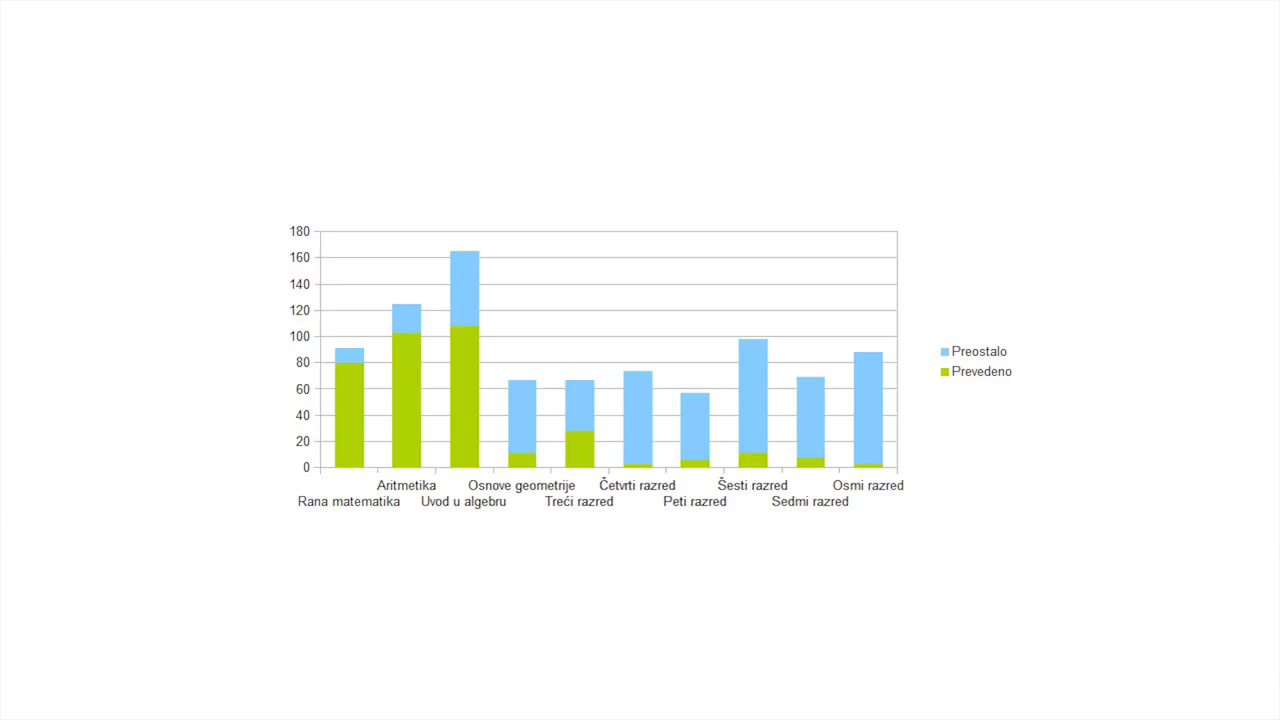 180
160
140
120
100
80
60
40
20
0
Aritmetika Osnove geometrije Četvrti razred Šesti razred Osmi razred
Rana matematika Uvod u algebru Treći razred Peti razred Sedmi razred
Preostalo
Prevedeno